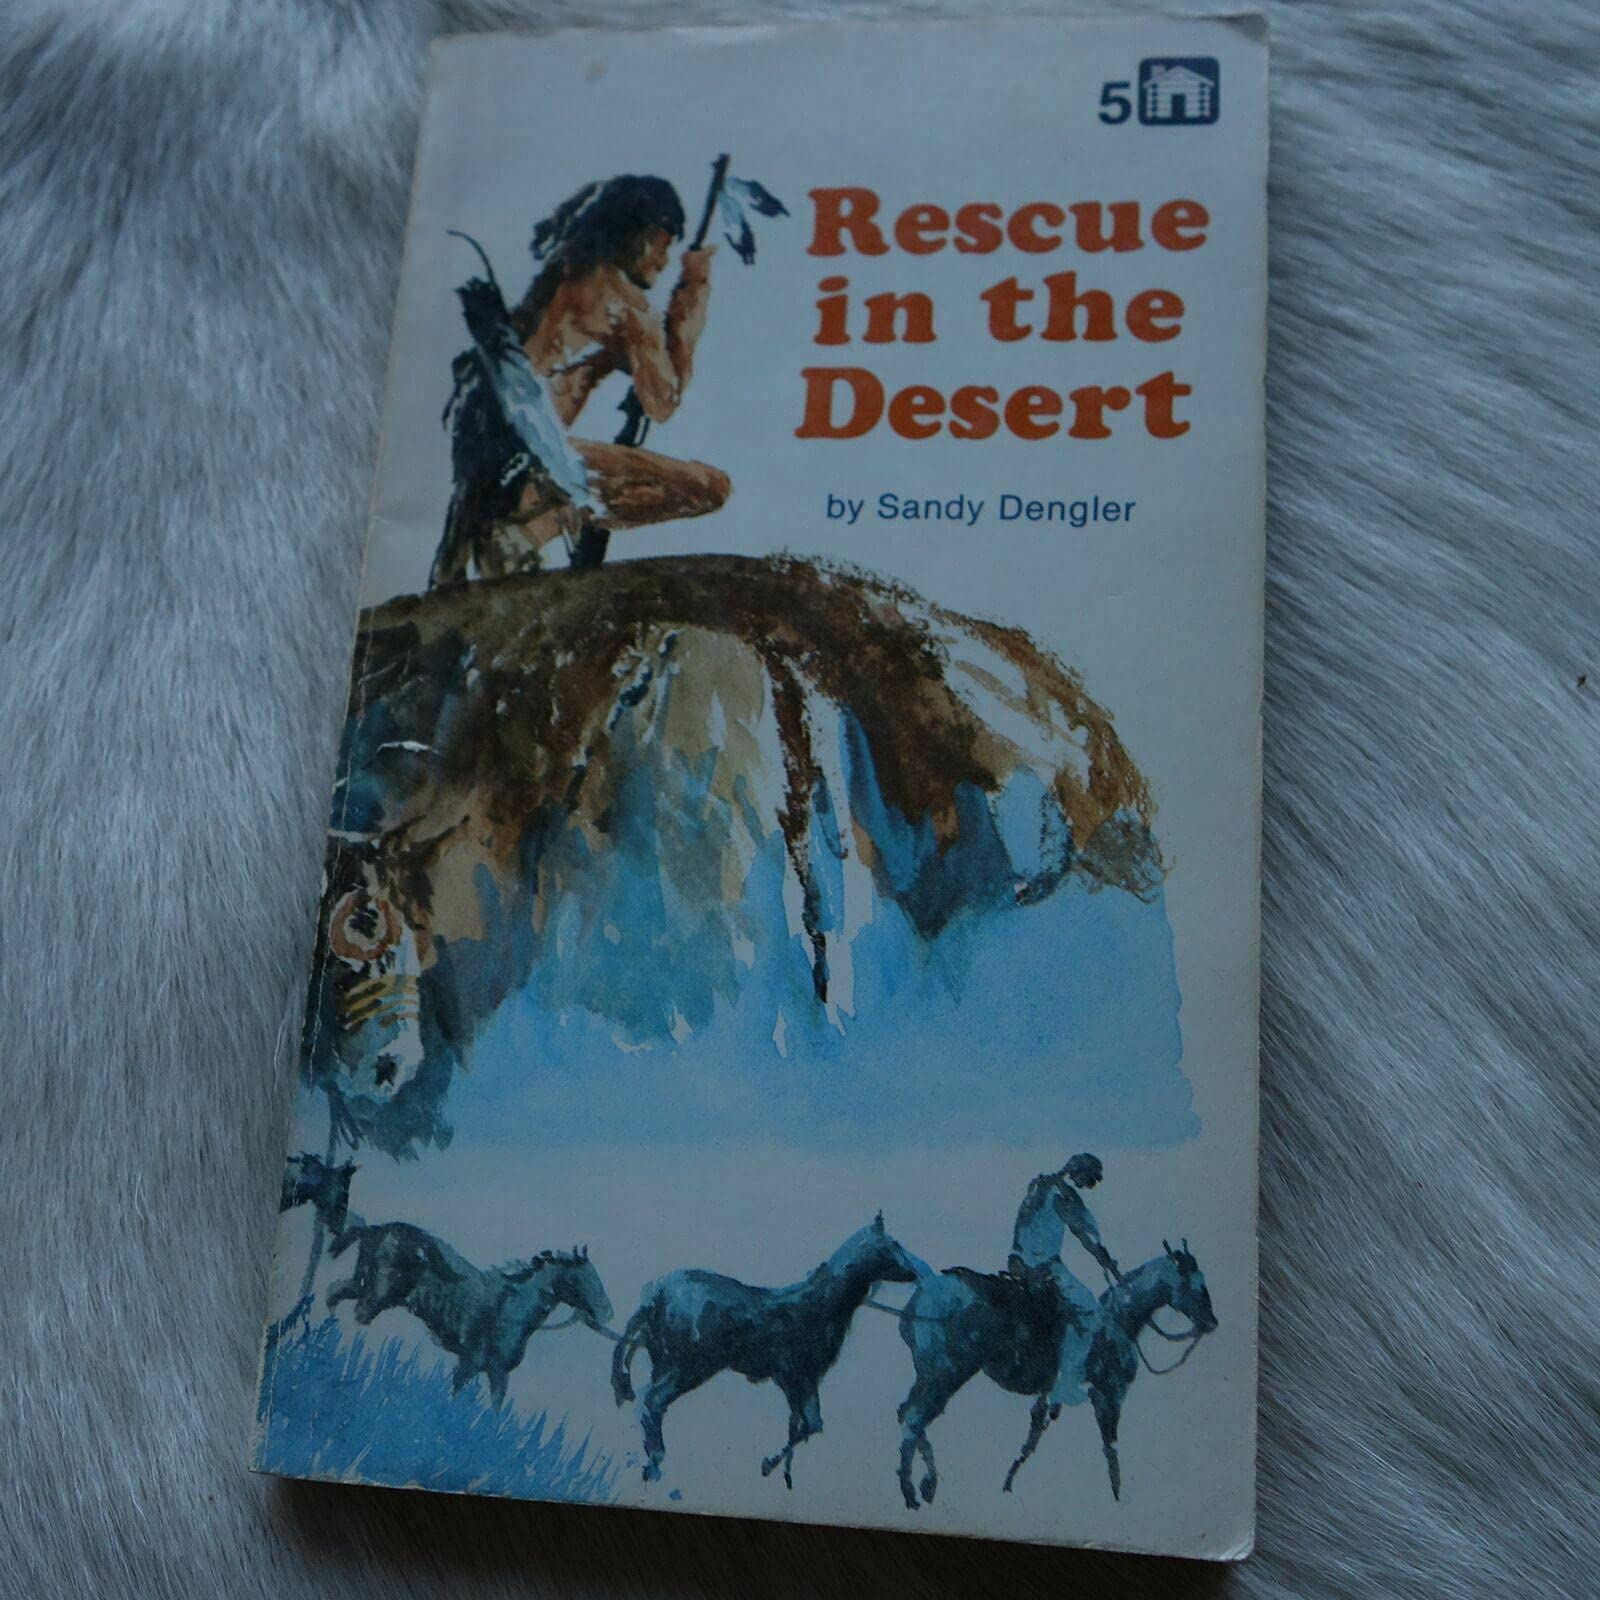 5
Rescue
in the
Desert
by Sandy Dengler